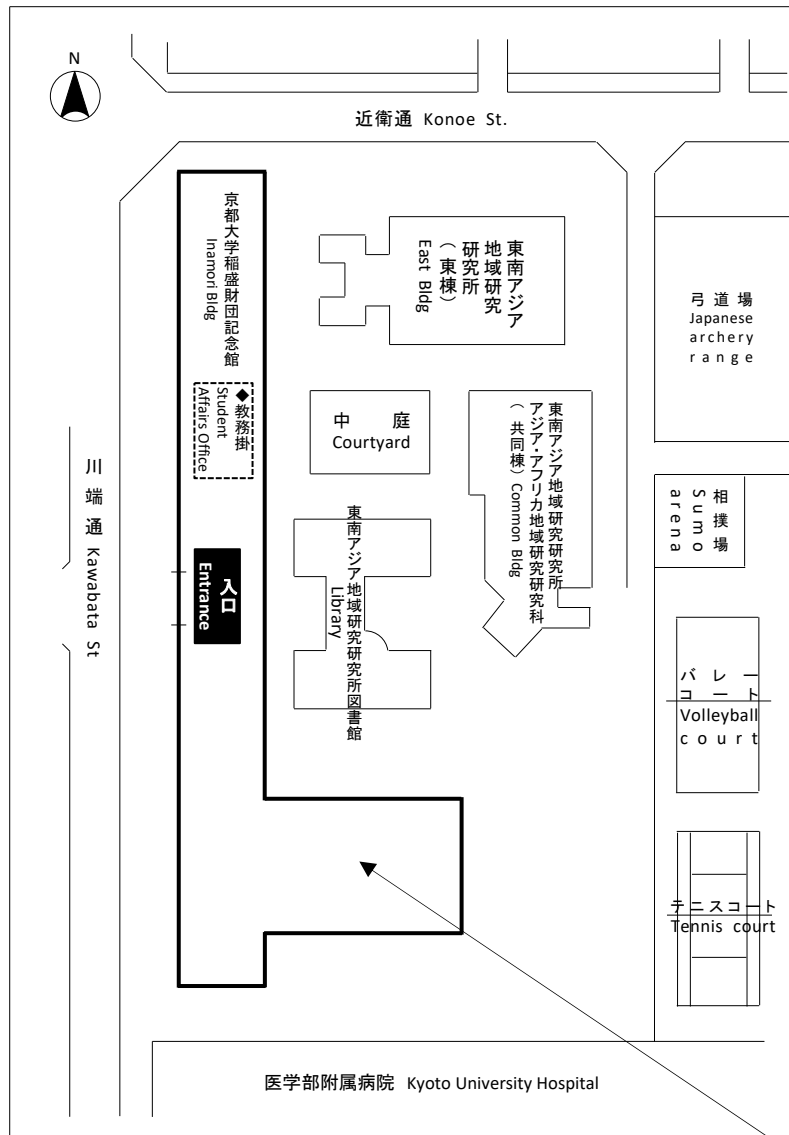 N
近衛通 Konoe St.
京都大学稲盛財団記念館
Inamori Bldg
東南アジア
地域研究
研究所
（東棟）
East Bldg
弓道場
Japanese
archery
range
◆教務掛
Student
Affairs Office
中　庭
Courtyard
東南アジア地域研究研究所
アジア・アフリカ地域研究研究科
（共同棟）Common Bldg
川端通 Kawabata St
相撲場
Sumo
arena
入口
Entrance
東南アジア地域研究研究所図書館
Library
バレー
コート
Volleyball
court
テニスコート
Tennis court
医学部附属病院 Kyoto University Hospital